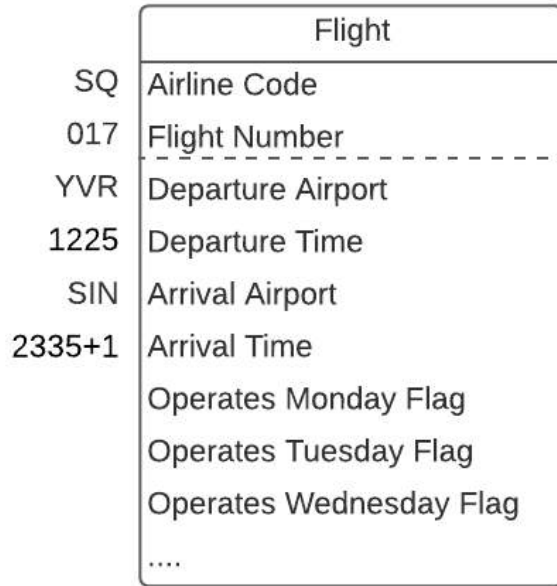 Flight
SQ Airline Code
017 Flight Number
YVR Departure Airport
1225 Departure Time
SIN Arrival Airport
2335+1 Arrival Time
Operates Monday Flag
Operates Tuesday Flag
Operates Wednesday Flag
....